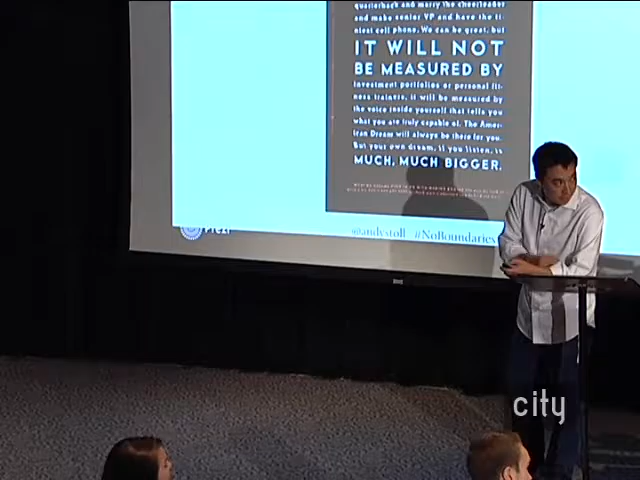 quarterback and marry the cheerleader
and make senior VP and have the ti-
niest cell phone. We can be great, but
IT WILL NOT
BE MEASURED BY
investment portfolios or personal fit-
ness trainers, it will be measured by
the voice inside yourself that tells you
what you are truly capable of. The Amer-
ican Dream will always be there for you.
But your own dream, if you listen, is
MUCH, MUCH BIGGER.
Prezi
@andystoll #NoBoundaries
city